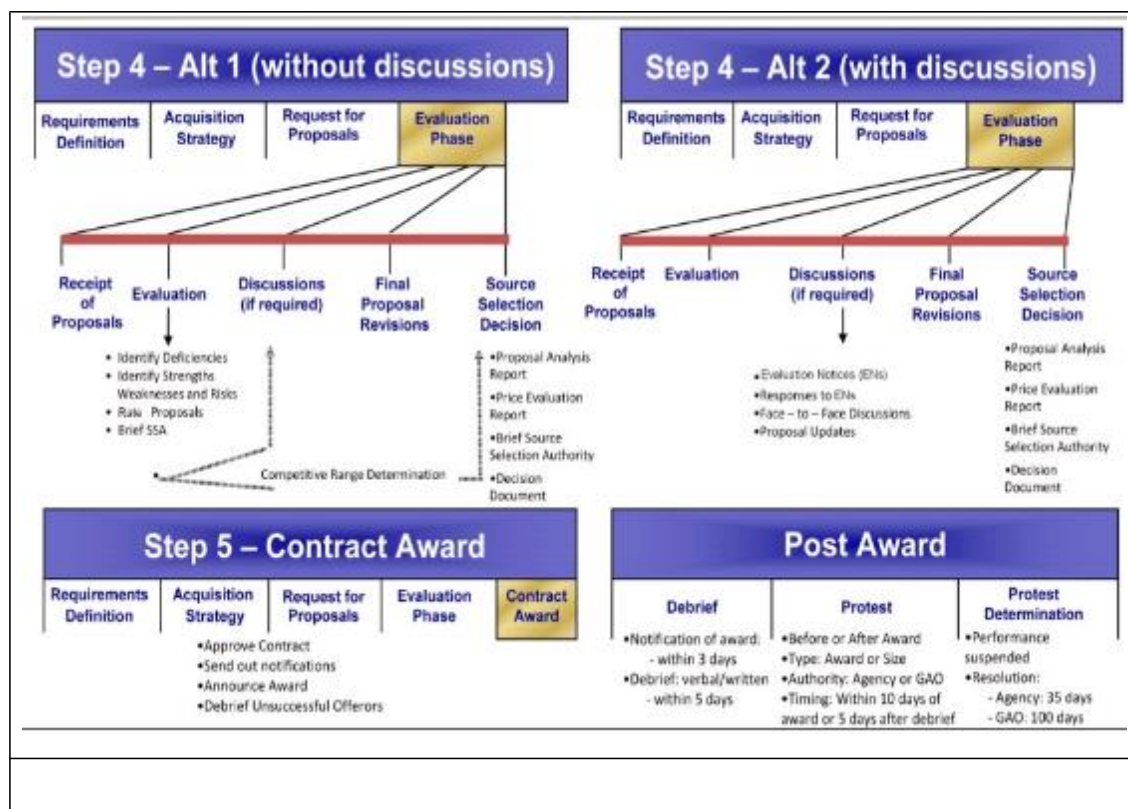 Step 4 – Alt 1 (without discussions)
Requirements
Definition
Acquisition
Strategy
Request for
Proposals
Evaluation
Phase
Receipt
of
Proposals
Evaluation
Discussions
(if required)
Final
Proposal
Revisions
Source
Selection
Decision
• Identify Deficiencies
• Identify Strengths
Weaknesses and Risks
• Rate Proposals
• Brief SSA
•
Competitive Range Determination
•Proposal Analysis
Report
•Price Evaluation
Report
•Brief Source
Selection Authority
•Decision
Document
Step 4 – Alt 2 (with discussions)
Requirements
Definition
Acquisition
Strategy
Request for
Proposals
Evaluation
Phase
Receipt
of
Proposals
Evaluation
Discussions
(if required)
Final
Proposal
Revisions
Source
Selection
Decision
•Evaluation Notices (ENs)
•Responses to ENs
•Face – to – Face Discussions
•Proposal Updates
•Proposal Analysis
Report
•Price Evaluation
Report
•Brief Source
Selection Authority
•Decision
Document
Step 5 – Contract Award
Requirements
Definition
Acquisition
Strategy
Request for
Proposals
Evaluation
Phase
Contract
Award
•Approve Contract
•Send out notifications
•Announce Award
•Debrief Unsuccessful Offerors
Post Award
Debrief
•Notification of award:
- within 3 days
•Debrief: verbal/written
- within 5 days
Protest
•Before or After Award
•Type: Award or Size
•Authority: Agency or GAO
•Timing: Within 10 days of
award or 5 days after debrief
Protest
Determination
•Performance
suspended
•Resolution:
- Agency: 35 days
- GAO: 100 days